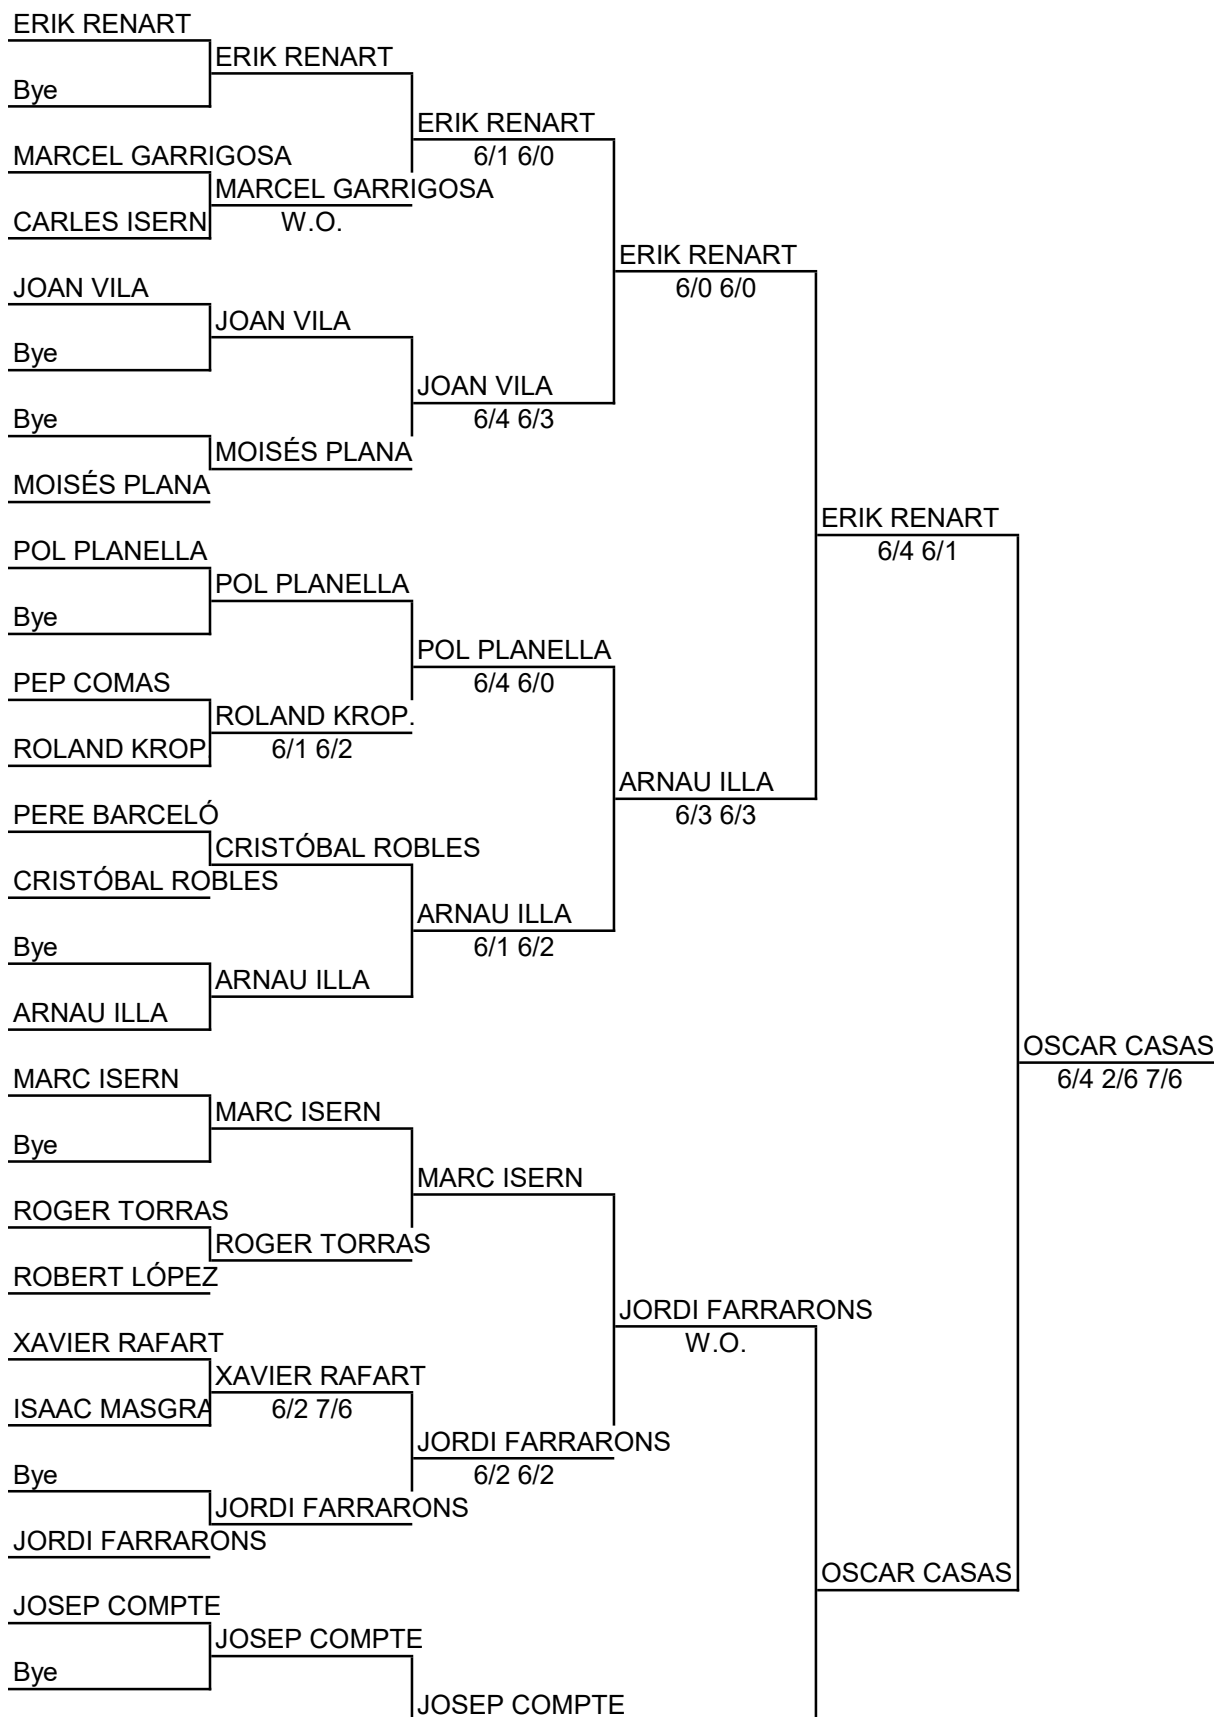 ERIK RENART
ERIK RENART
Bye
ERIK RENART
MARCEL GARRIGOSA
6/1 6/0
MARCEL GARRIGOSA
CARLES ISERN
W.O.
ERIK RENART
JOAN VILA
6/0 6/0
JOAN VILA
Bye
JOAN VILA
Bye
6/4 6/3
MOISÉS PLANA
MOISÉS PLANA
ERIK RENART
POL PLANELLA
6/4 6/1
POL PLANELLA
Bye
POL PLANELLA
PEP COMAS
6/4 6/0
ROLAND KROP.
ROLAND KROP.
6/1 6/2
ARNAU ILLA
PERE BARCELÓ
6/3 6/3
CRISTÓBAL ROBLES
CRISTÓBAL ROBLES
ARNAU ILLA
Bye
6/1 6/2
ARNAU ILLA
ARNAU ILLA
OSCAR CASAS
MARC ISERN
6/4 2/6 7/6
MARC ISERN
Bye
MARC ISERN
ROGER TORRAS
ROGER TORRAS
ROBERT LÓPEZ
JORDI FARRARONS
XAVIER RAFART
W.O.
XAVIER RAFART
ISAAC MASGRA
6/2 7/6
JORDI FARRARONS
Bye
6/2 6/2
JORDI FARRARONS
JORDI FARRARONS
OSCAR CASAS
JOSEP COMPTE
JOSEP COMPTE
Bye
JOSEP COMPTE